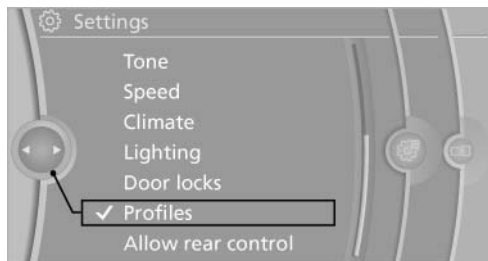 Settings
Tone
Speed
Climate
Lighting
Door locks
Profiles
Allow rear control